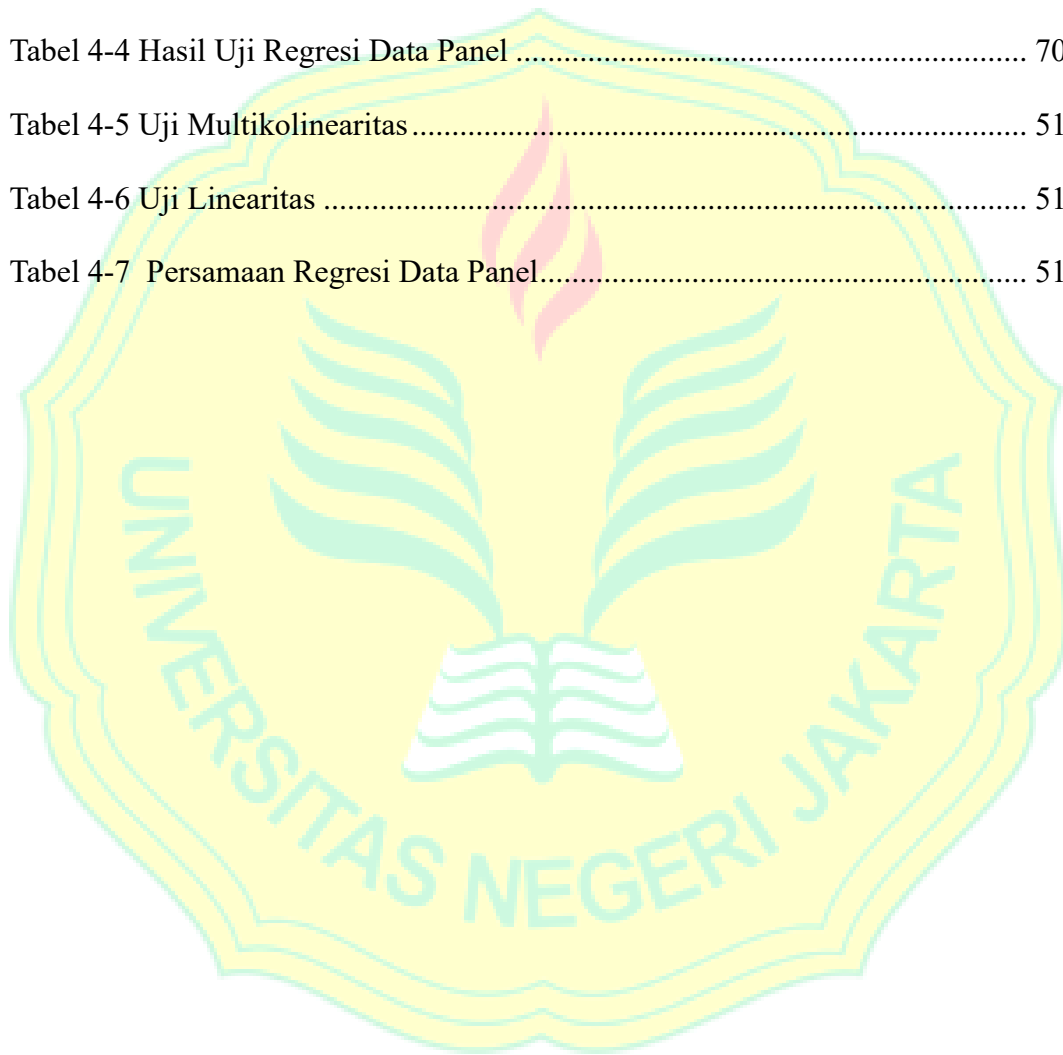 Tabel 4-4 Hasil Uji Regresi Data Panel ................................................................ 70
Tabel 4-5 Uji Multikolinearitas ............................................................................. 51
Tabel 4-6 Uji Linearitas ........................................................................................ 51
Tabel 4-7  Persamaan Regresi Data Panel ............................................................. 51
UNIVERSITAS NEGERI JAKARTA